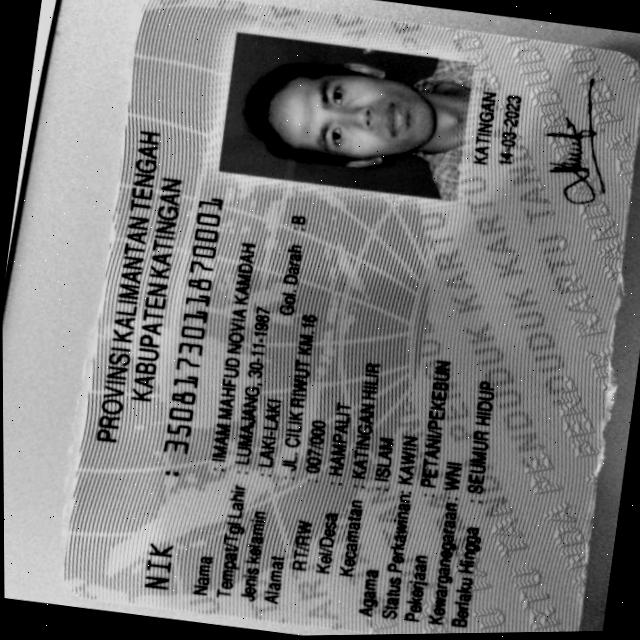 PROVINSI KALIMANTAN TENGAH
KABUPATEN KATINGAN
NIK : 3508173011870001
Nama : IMAM MAHFUD NOVIA KAMDAH
Tempat/Tgl Lahir : LUMAJANG, 30-11-1987
Jenis kelamin : LAKI-LAKI Gol. Darah : B
Alamat : JL. CILIK RIWUT KM.16
RT/RW : 007/000
Kel/Desa : HAMPALIT
Kecamatan : KATINGAN HILIR
Agama : ISLAM
Status Perkawinan: KAWIN
Pekerjaan : PETANI/PEKEBUN
Kewarganegaraan : WNI
Berlaku Hingga : SEUMUR HIDUP
KATINGAN
14-03-2023